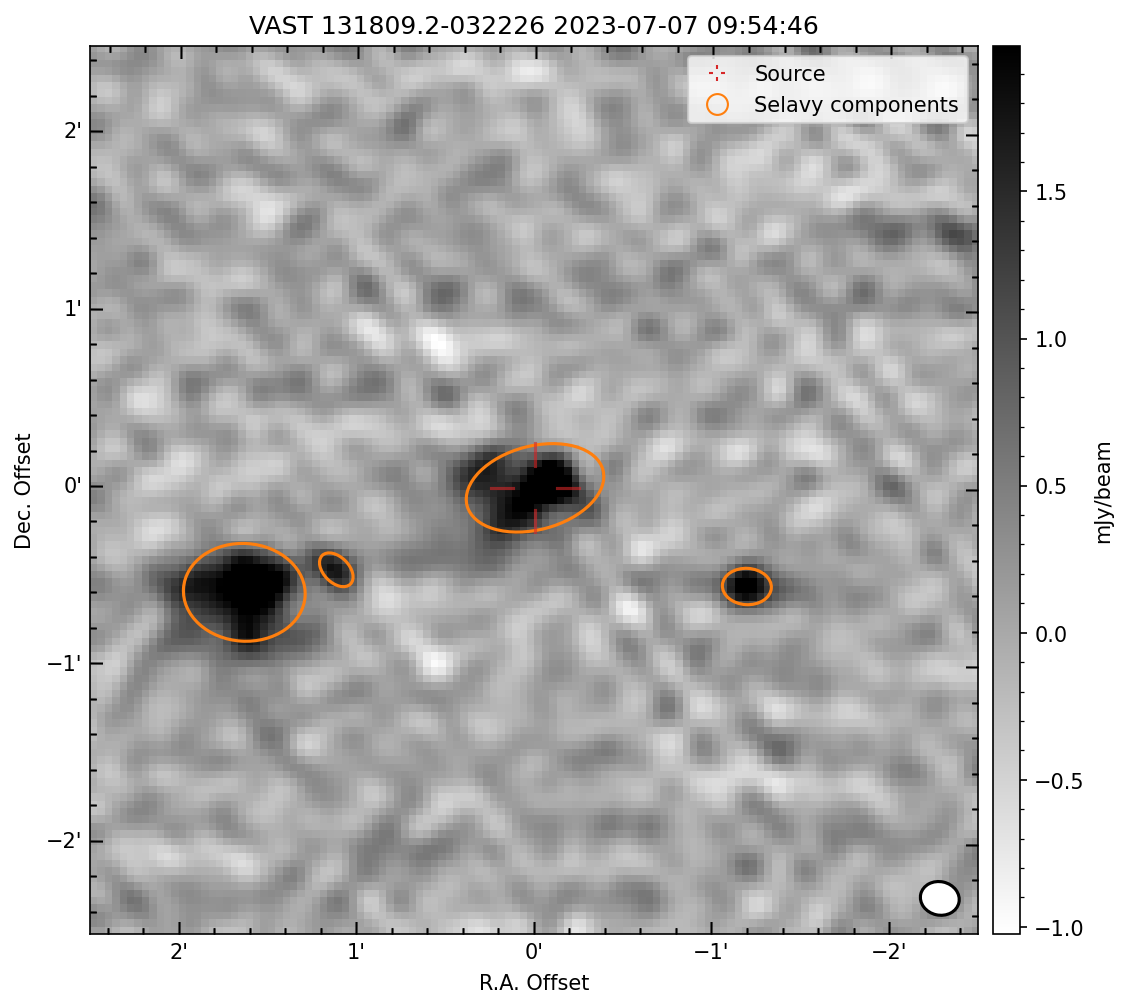 VAST 131809.2-032226 2023-07-07 09:54:46
Source
Selavy components
2'
1'
0'
−1'
−2'
Dec. Offset
2'
1'
0'
−1'
−2'
R.A. Offset
1.5
1.0
0.5
0.0
−0.5
−1.0
mJy/beam